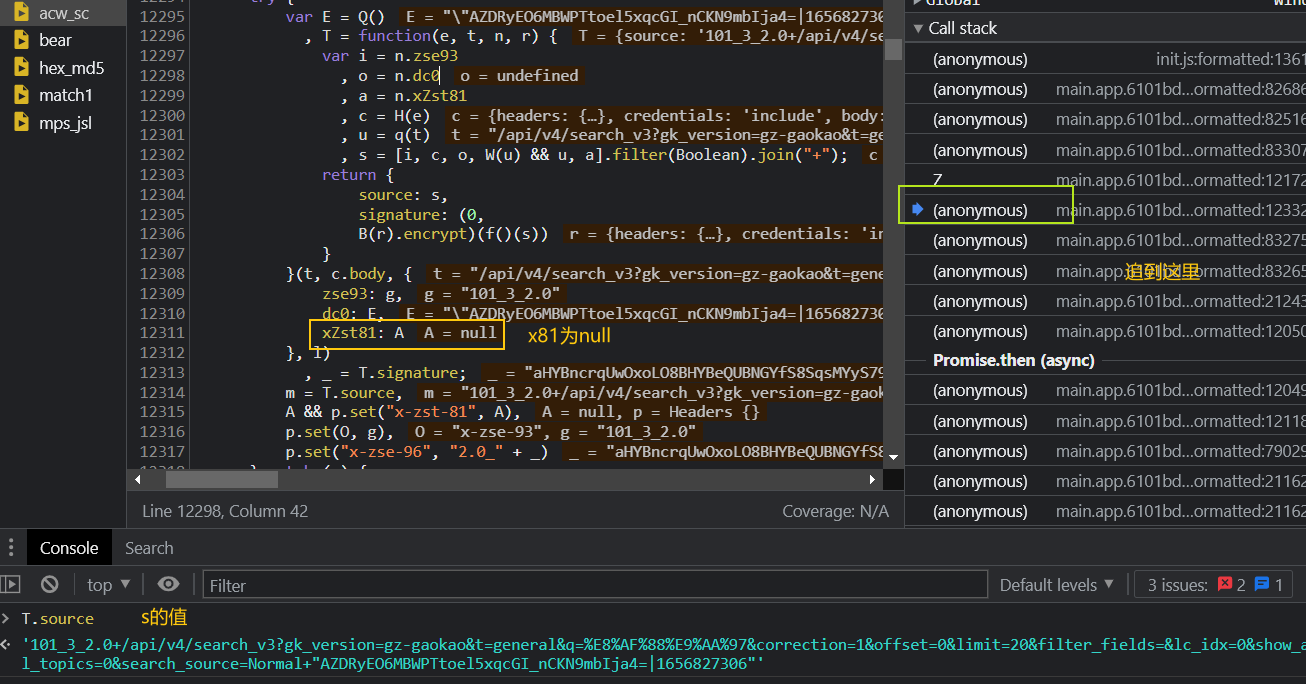 acw_sc
bear
hex_md5
match1
mps_jsl
12295 var E = Q() E = "\"AZDRyEO6MBWPTtoel5xqcGI_nCKN9mbIja4=|165682730
12296 , T = function(e, t, n, r) { T = {source: '101_3_2.0+/api/v4/se
12297 var i = n.zse93
12298 , o = n.dc0 o = undefined
12299 , a = n.xZst81
12300 , c = H(e) c = {headers: {…}, credentials: 'include', body:
12301 , u = q(t) t = "/api/v4/search_v3?gk_version=gz-gaokao&t=ge
12302 , s = [i, c, o, W(u) && u, a].filter(Boolean).join("+"); c
12303 return {
12304 source: s,
12305 signature: (0,
12306 B(r).encrypt)(f()(s)) r = {headers: {…}, credentials: 'in
12307 }
12308 }(t, c.body, { t = "/api/v4/search_v3?gk_version=gz-gaokao&t=gene
12309 zse93: g, g = "101_3_2.0"
12310 dc0: E, E = "\"AZDRyEO6MBWPTtoel5xqcGI_nCKN9mbIja4=|165682730
12311 xZst81: A A = null
x81为null
12312 }, l)
12313 , _ = T.signature; _ = "aHYBncrqUwOxoLO8BHYBeQUBNGYfS8SqsMYyS79
12314 m = T.source, m = "101_3_2.0+/api/v4/search_v3?gk_version=gz-gaok
12315 A && p.set("x-zst-81", A), A = null, p = Headers {}
12316 p.set(O, g), O = "x-zse-93", g = "101_3_2.0"
12317 p.set("x-zse-96", "2.0_" + _) _ = "aHYBncrqUwOxoLO8BHYBeQUBNGYfS8
Line 12298, Column 42 Coverage: N/A
Global
Call stack
(anonymous) init.js:formatted:1361
(anonymous) main.app.6101bd…ormatted:82686
(anonymous) main.app.6101bd…ormatted:82516
(anonymous) main.app.6101bd…ormatted:83307
Z main.app.6101bd…ormatted:12172
(anonymous) main.app.6101bd…ormatted:12332
(anonymous) main.app.6101bd…ormatted:83275
(anonymous) main.app.6101bd…ormatted:83265
追到这里
(anonymous) main.app.6101bd…ormatted:21243
(anonymous) main.app.6101bd…ormatted:12050
Promise.then (async)
(anonymous) main.app.6101bd…ormatted:12049
(anonymous) main.app.6101bd…ormatted:12118
(anonymous) main.app.6101bd…ormatted:79029
(anonymous) main.app.6101bd…ormatted:21162
(anonymous) main.app.6101bd…ormatted:21162
Console Search
top Filter Default levels 3 issues: 2 1
T.source s的值
'101_3_2.0+/api/v4/search_v3?gk_version=gz-gaokao&t=general&q=%E8%AF%88%E9%AA%97&correction=1&offset=0&limit=20&filter_fields=&lc_idx=0&show_a
l_topics=0&search_source=Normal+"AZDRyEO6MBWPTtoel5xqcGI_nCKN9mbIja4=|1656827306"'